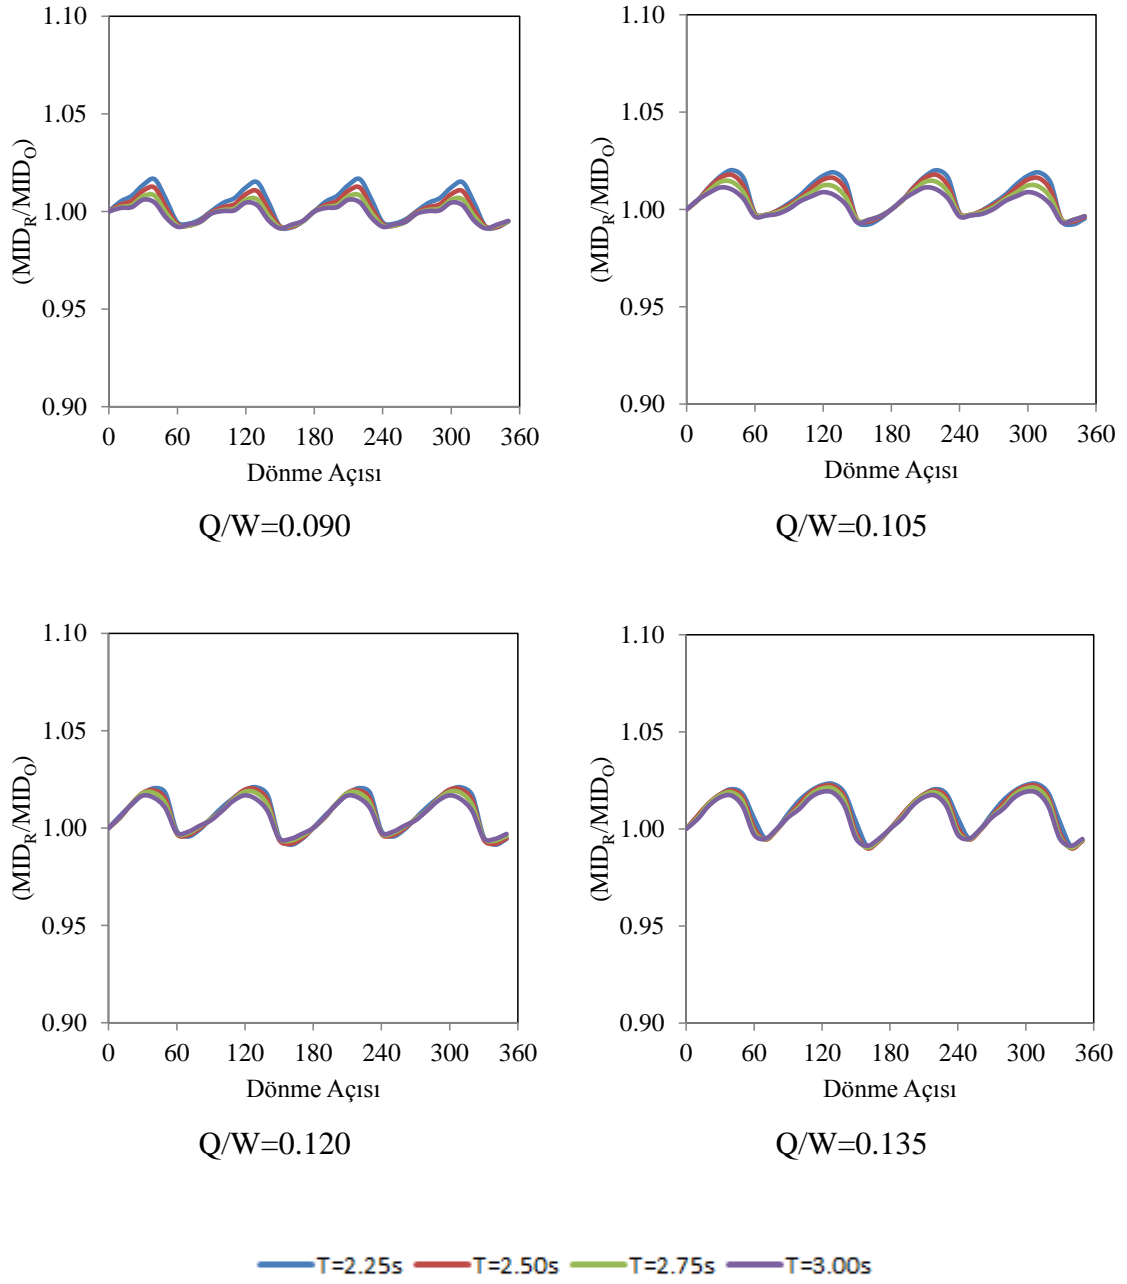 1.10
1.05
1.00
0.95
0.90
(MID_R/MID_O)
0 60 120 180 240 300 360
Dönme Açısı
Q/W=0.090
1.10
1.05
1.00
0.95
0.90
(MID_R/MID_O)
0 60 120 180 240 300 360
Dönme Açısı
Q/W=0.105
1.10
1.05
1.00
0.95
0.90
(MID_R/MID_O)
0 60 120 180 240 300 360
Dönme Açısı
Q/W=0.120
1.10
1.05
1.00
0.95
0.90
(MID_R/MID_O)
0 60 120 180 240 300 360
Dönme Açısı
Q/W=0.135
T=2.25s T=2.50s T=2.75s T=3.00s